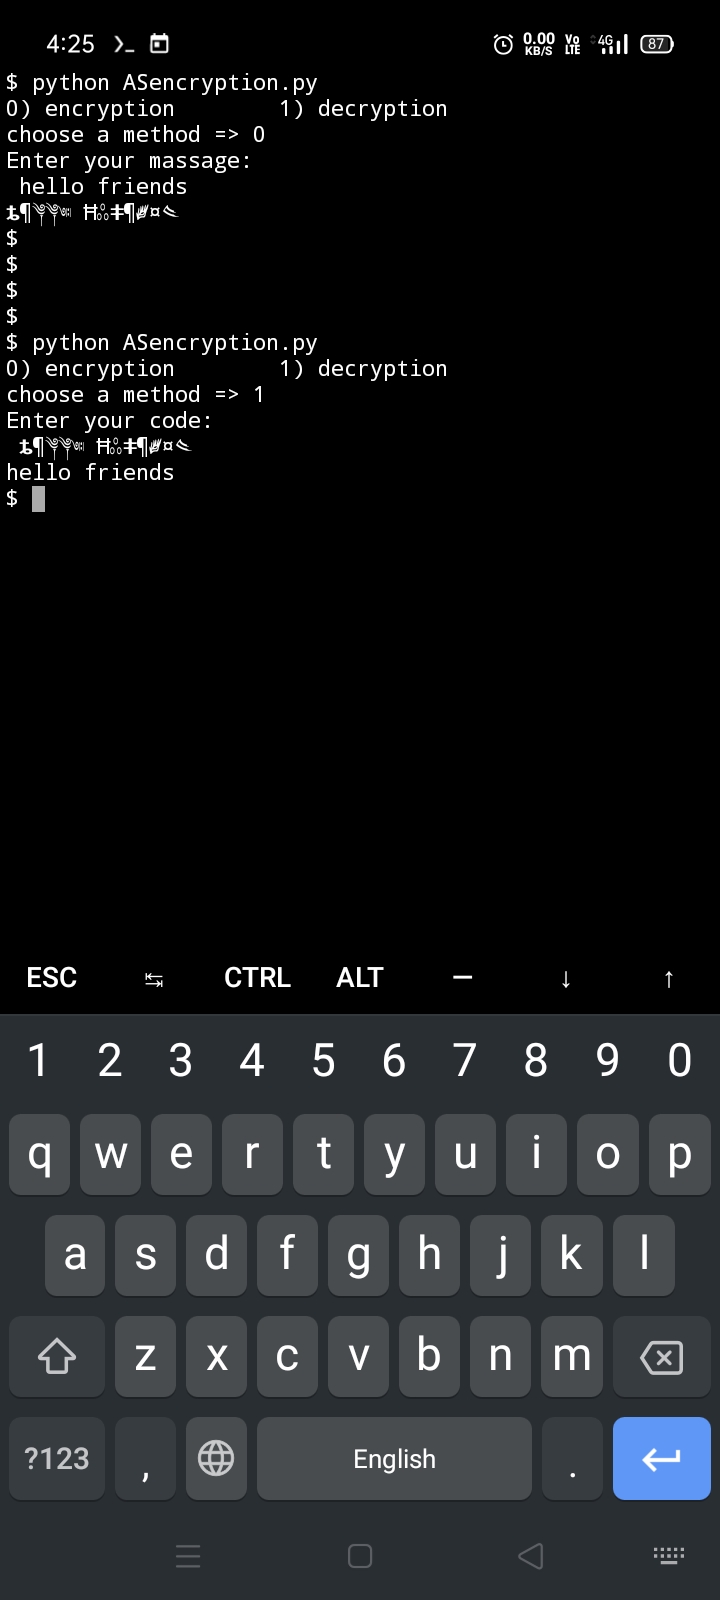 4:25
0.00 KB/S Vo LTE 4G 87
$ python ASencryption.py
0) encryption 1) decryption
choose a method => 0
Enter your massage:
hello friends
$
$
$
$
$ python ASencryption.py
0) encryption 1) decryption
choose a method => 1
Enter your code:
hello friends
$
ESC ↹ CTRL ALT — ↓ ↑
1 2 3 4 5 6 7 8 9 0
q w e r t y u i o p
a s d f g h j k l
z x c v b n m
?123 , English .